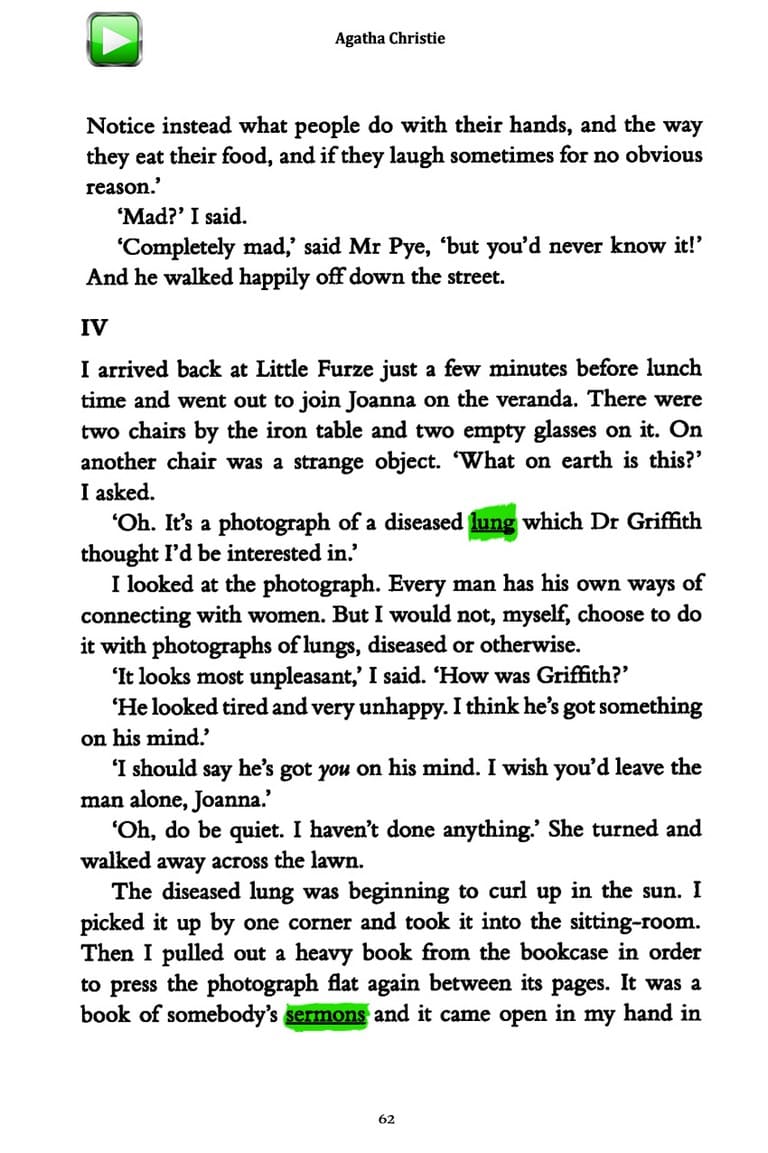 Agatha Christie
Notice instead what people do with their hands, and the way
they eat their food, and if they laugh sometimes for no obvious
reason.’
‘Mad?’ I said.
‘Completely mad,’ said Mr Pye, ‘but you’d never know it!’
And he walked happily off down the street.
IV
I arrived back at Little Furze just a few minutes before lunch
time and went out to join Joanna on the veranda. There were
two chairs by the iron table and two empty glasses on it. On
another chair was a strange object. ‘What on earth is this?’
I asked.
‘Oh. It’s a photograph of a diseased lung which Dr Griffith
thought I’d be interested in.’
I looked at the photograph. Every man has his own ways of
connecting with women. But I would not, myself, choose to do
it with photographs of lungs, diseased or otherwise.
‘It looks most unpleasant,’ I said. ‘How was Griffith?’
‘He looked tired and very unhappy. I think he’s got something
on his mind.’
‘I should say he’s got you on his mind. I wish you’d leave the
man alone, Joanna.’
‘Oh, do be quiet. I haven’t done anything.’ She turned and
walked away across the lawn.
The diseased lung was beginning to curl up in the sun. I
picked it up by one corner and took it into the sitting-room.
Then I pulled out a heavy book from the bookcase in order
to press the photograph flat again between its pages. It was a
book of somebody’s sermons and it came open in my hand in
62